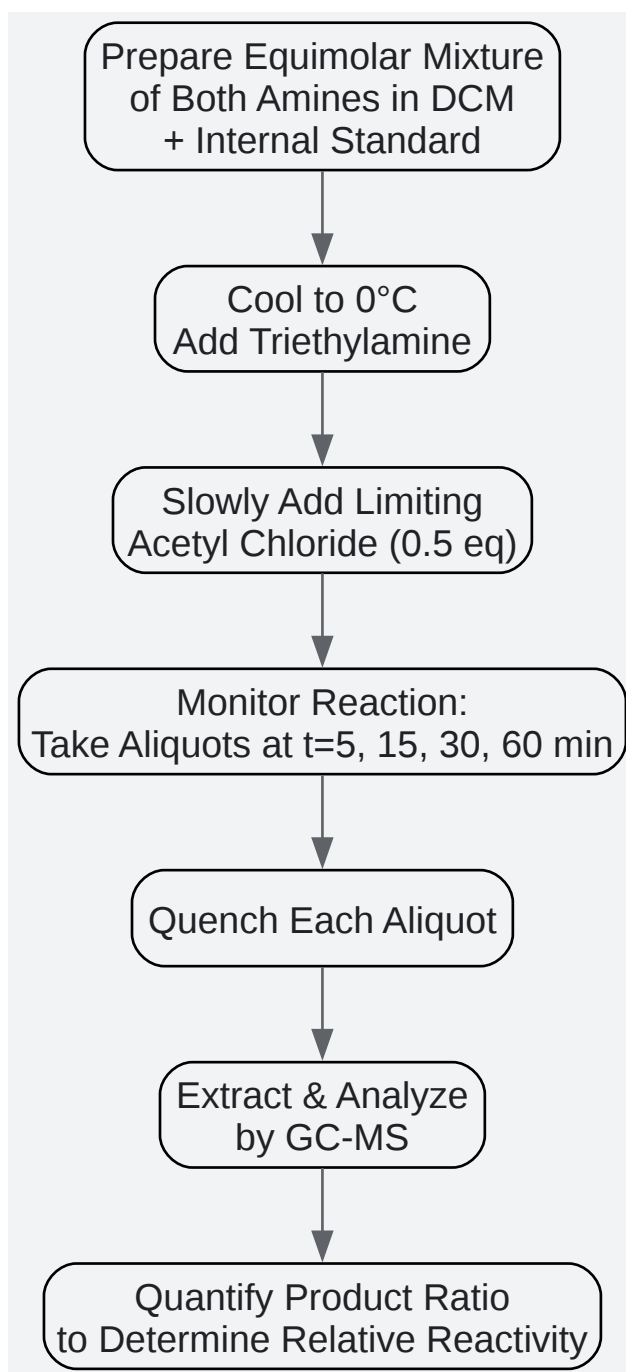 Prepare Equimolar Mixture
of Both Amines in DCM
+ Internal Standard
Cool to 0°C
Add Triethylamine
Slowly Add Limiting
Acetyl Chloride (0.5 eq)
Monitor Reaction:
Take Aliquots at t=5, 15, 30, 60 min
Quench Each Aliquot
Extract & Analyze
by GC-MS
Quantify Product Ratio
to Determine Relative Reactivity